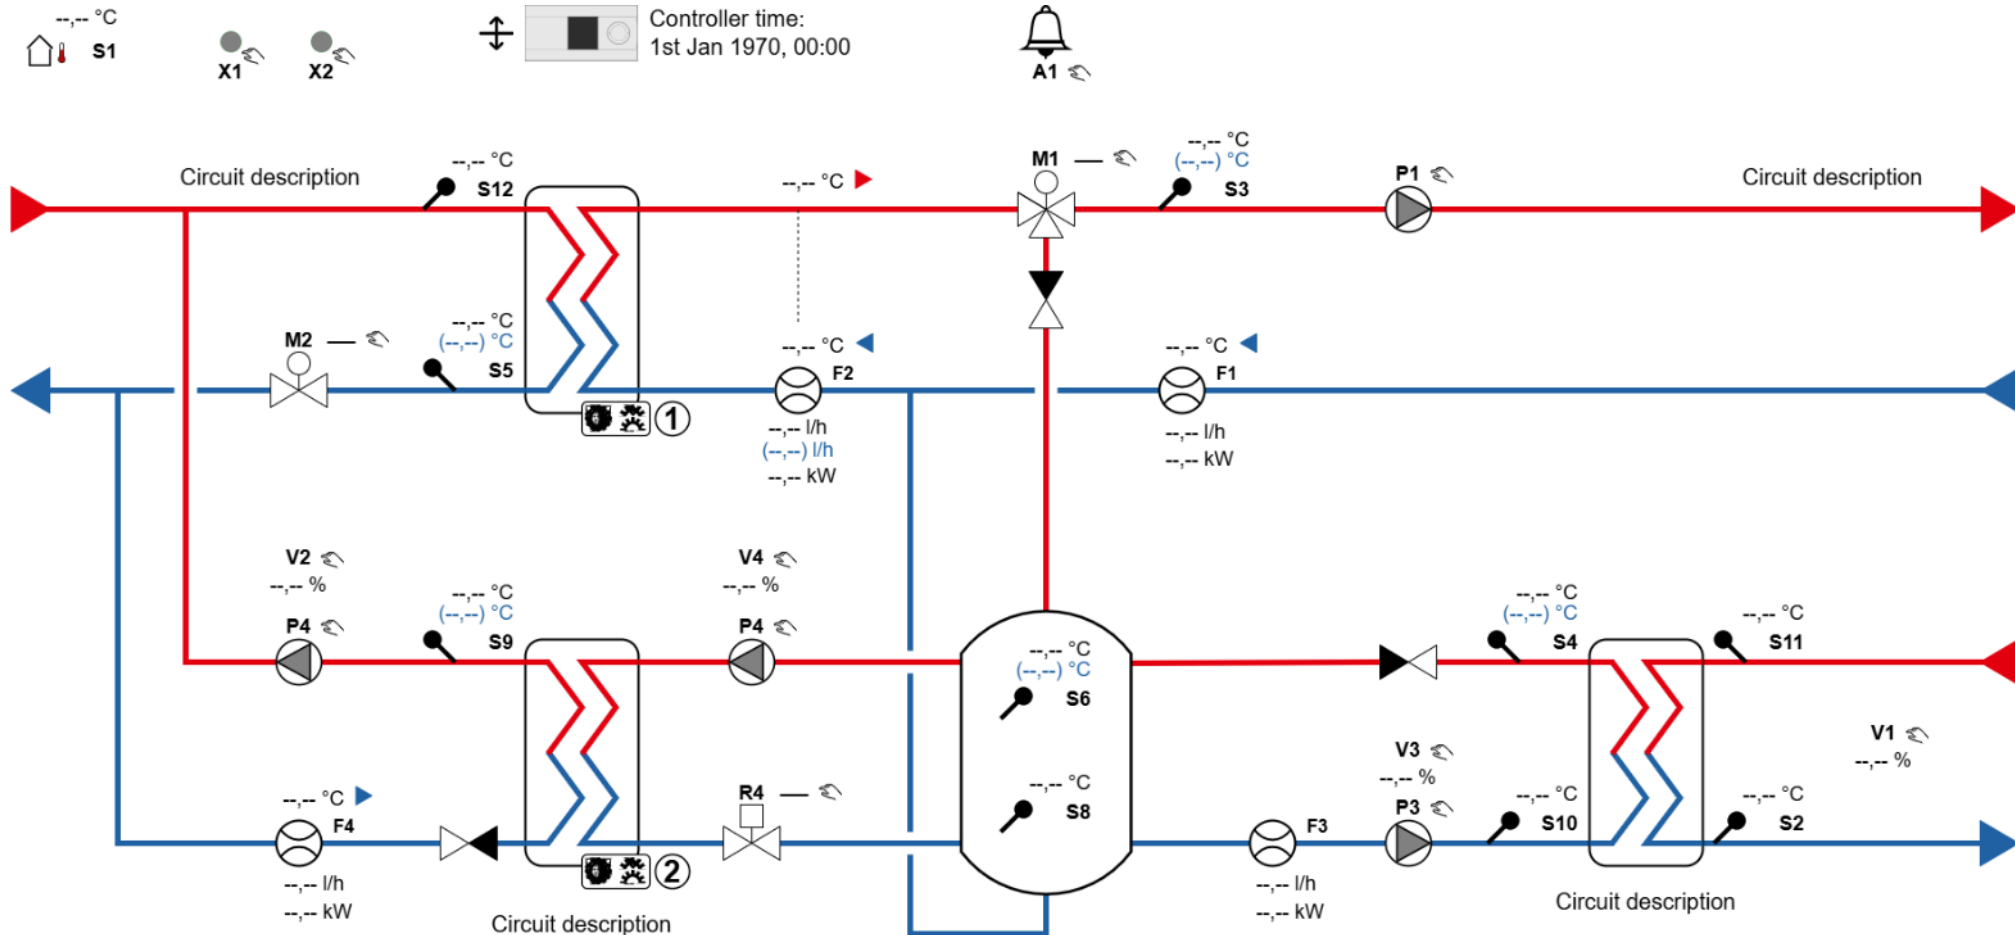 --,-- °C
S1
X1
X2
Controller time:
1st Jan 1970, 00:00
A1
Circuit description
--,-- °C
S12
--,-- °C
M1
--,-- °C
(--,--) °C
S3
P1
Circuit description
M2
--,-- °C
(--,--) °C
S5
--,-- °C
F2
--,-- l/h
(--,--) l/h
--,-- kW
--,-- °C
F1
--,-- l/h
--,-- kW
1
V2
--,-- %
P4
--,-- °C
(--,--) °C
S9
V4
--,-- %
P4
--,-- °C
(--,--) °C
S6
--,-- °C
S8
--,-- °C
(--,--) °C
S4
--,-- °C
S11
V3
--,-- %
P3
V1
--,-- %
--,-- °C
F4
--,-- l/h
--,-- kW
R4
F3
--,-- l/h
--,-- kW
--,-- °C
S10
--,-- °C
S2
2
Circuit description
Circuit description